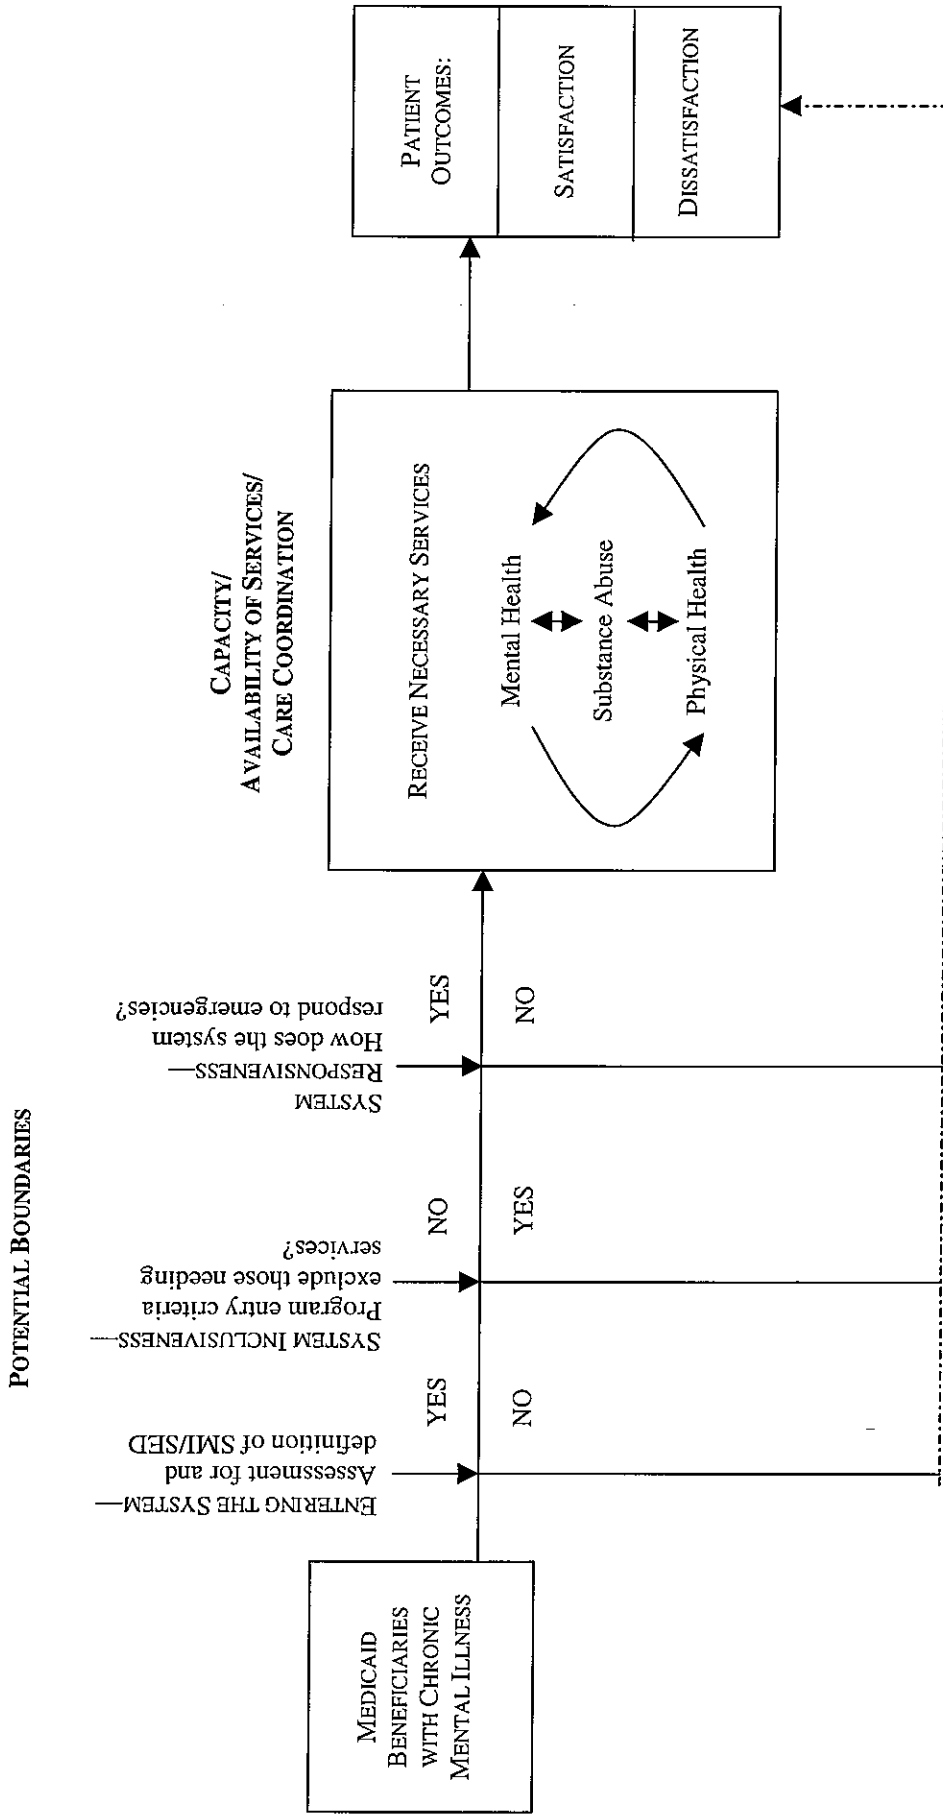 POTENTIAL BOUNDARIES
MEDICAID
BENEFICIARIES
WITH CHRONIC
MENTAL ILLNESS
ENTERING THE SYSTEM—
Assessment for and
definition of SMI/SED
YES
NO
SYSTEM INCLUSIVENESS—
Program entry criteria
exclude those needing
services?
NO
YES
SYSTEM
RESPONSIVENESS—
How does the system
respond to emergencies?
YES
NO
CAPACITY/
AVAILABILITY OF SERVICES/
CARE COORDINATION
RECEIVE NECESSARY SERVICES
Mental Health
Substance Abuse
Physical Health
PATIENT
OUTCOMES:
SATISFACTION
DISSATISFACTION